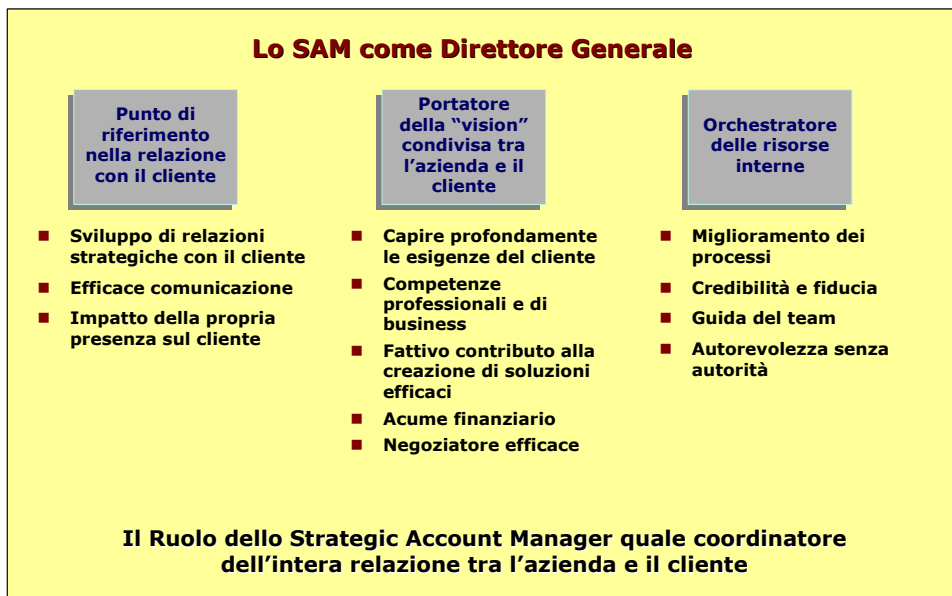 Lo SAM come Direttore Generale
Punto di
riferimento
nella relazione
con il cliente
Portatore
della “vision”
condivisa tra
l’azienda e il
cliente
Orchestratore
delle risorse
interne
Sviluppo di relazioni
strategiche con il cliente
Efficace comunicazione
Impatto della propria
presenza sul cliente
Capire profondamente
le esigenze del cliente
Competenze
professionali e di
business
Fattivo contributo alla
creazione di soluzioni
efficaci
Acume finanziario
Negoziatore efficace
Miglioramento dei
processi
Credibilità e fiducia
Guida del team
Autorevolezza senza
autorità
Il Ruolo dello Strategic Account Manager quale coordinatore
dell’intera relazione tra l’azienda e il cliente